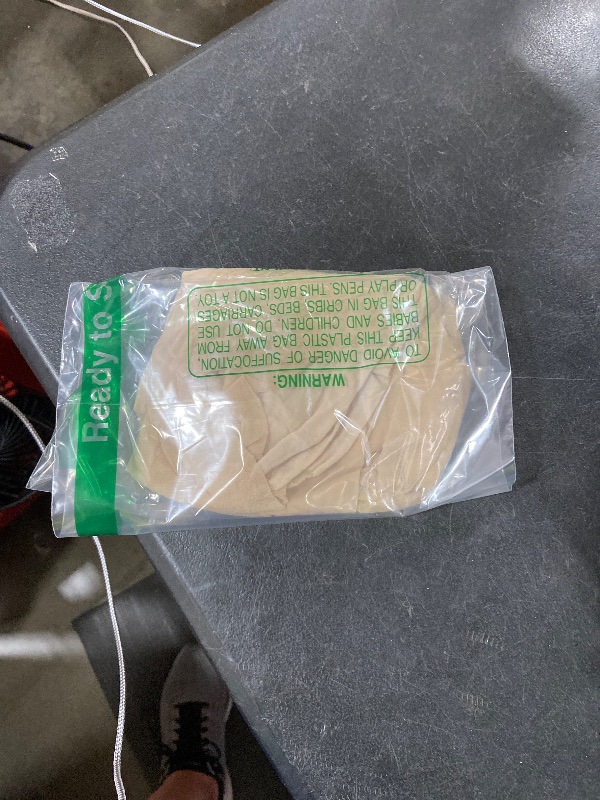 Ready to S
WARNING:
TO AVOID DANGER OF SUFFOCATION,
KEEP THIS PLASTIC BAG AWAY FROM
BABIES AND CHILDREN. DO NOT USE
THIS BAG IN CRIBS, BEDS, CARRIAGES
OR PLAY PENS. THIS BAG IS NOT A TOY.